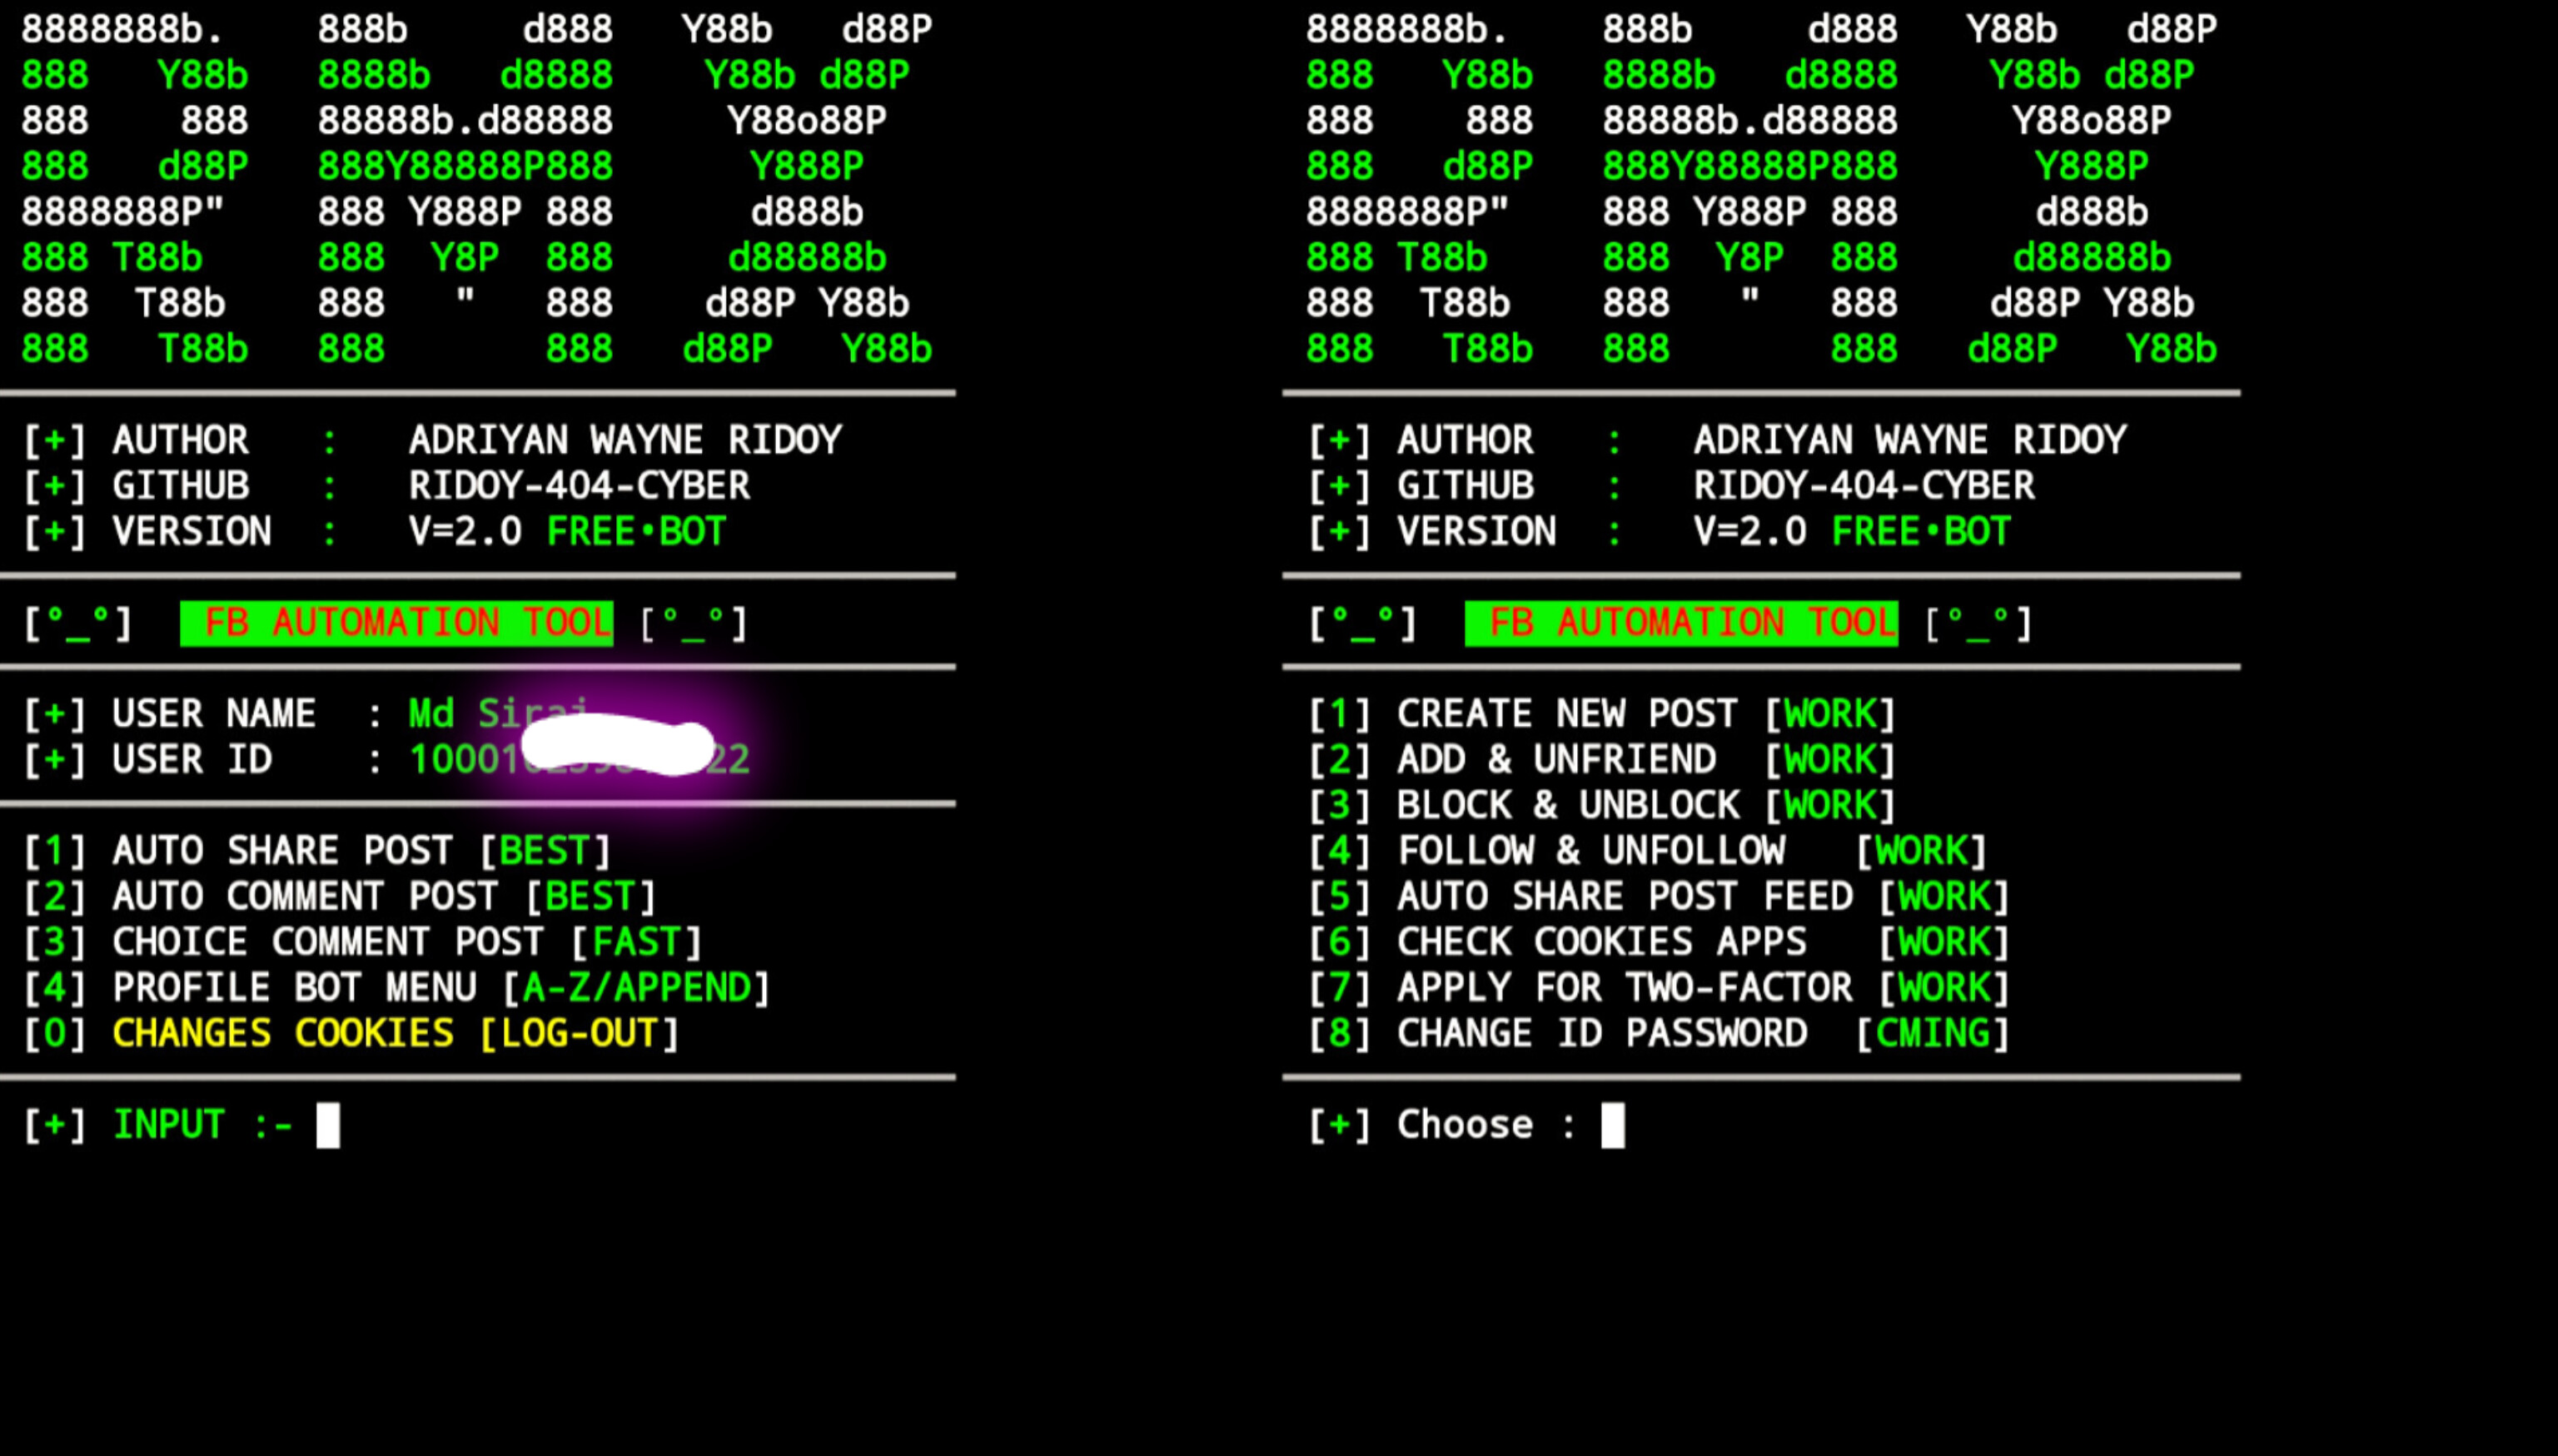 8888888b.    888b     d888   Y88b   d88P
888   Y88b   8888b   d8888    Y88b d88P
888    888   88888b.d88888     Y88o88P
888   d88P   888Y88888P888      Y888P
8888888P"    888 Y888P 888      d888b
888 T88b     888  Y8P  888     d88888b
888  T88b    888   "   888    d88P Y88b
888   T88b   888       888   d88P   Y88b
[+] AUTHOR   :   ADRIYAN WAYNE RIDOY
[+] GITHUB   :   RIDOY-404-CYBER
[+] VERSION  :   V=2.0 FREE•BOT
[°_°]   FB AUTOMATION TOOL [°_°]
[+] USER NAME  : Md
[+] USER ID    :
[1] AUTO SHARE POST [BEST]
[2] AUTO COMMENT POST [BEST]
[3] CHOICE COMMENT POST [FAST]
[4] PROFILE BOT MENU [A-Z/APPEND]
[0] CHANGES COOKIES [LOG-OUT]
[+] INPUT :-
8888888b.    888b     d888   Y88b   d88P
888   Y88b   8888b   d8888    Y88b d88P
888    888   88888b.d88888     Y88o88P
888   d88P   888Y88888P888      Y888P
8888888P"    888 Y888P 888      d888b
888 T88b     888  Y8P  888     d88888b
888  T88b    888   "   888    d88P Y88b
888   T88b   888       888   d88P   Y88b
[+] AUTHOR   :   ADRIYAN WAYNE RIDOY
[+] GITHUB   :   RIDOY-404-CYBER
[+] VERSION  :   V=2.0 FREE•BOT
[°_°]   FB AUTOMATION TOOL [°_°]
[1] CREATE NEW POST [WORK]
[2] ADD & UNFRIEND  [WORK]
[3] BLOCK & UNBLOCK [WORK]
[4] FOLLOW & UNFOLLOW   [WORK]
[5] AUTO SHARE POST FEED [WORK]
[6] CHECK COOKIES APPS   [WORK]
[7] APPLY FOR TWO-FACTOR [WORK]
[8] CHANGE ID PASSWORD  [CMING]
[+] Choose :